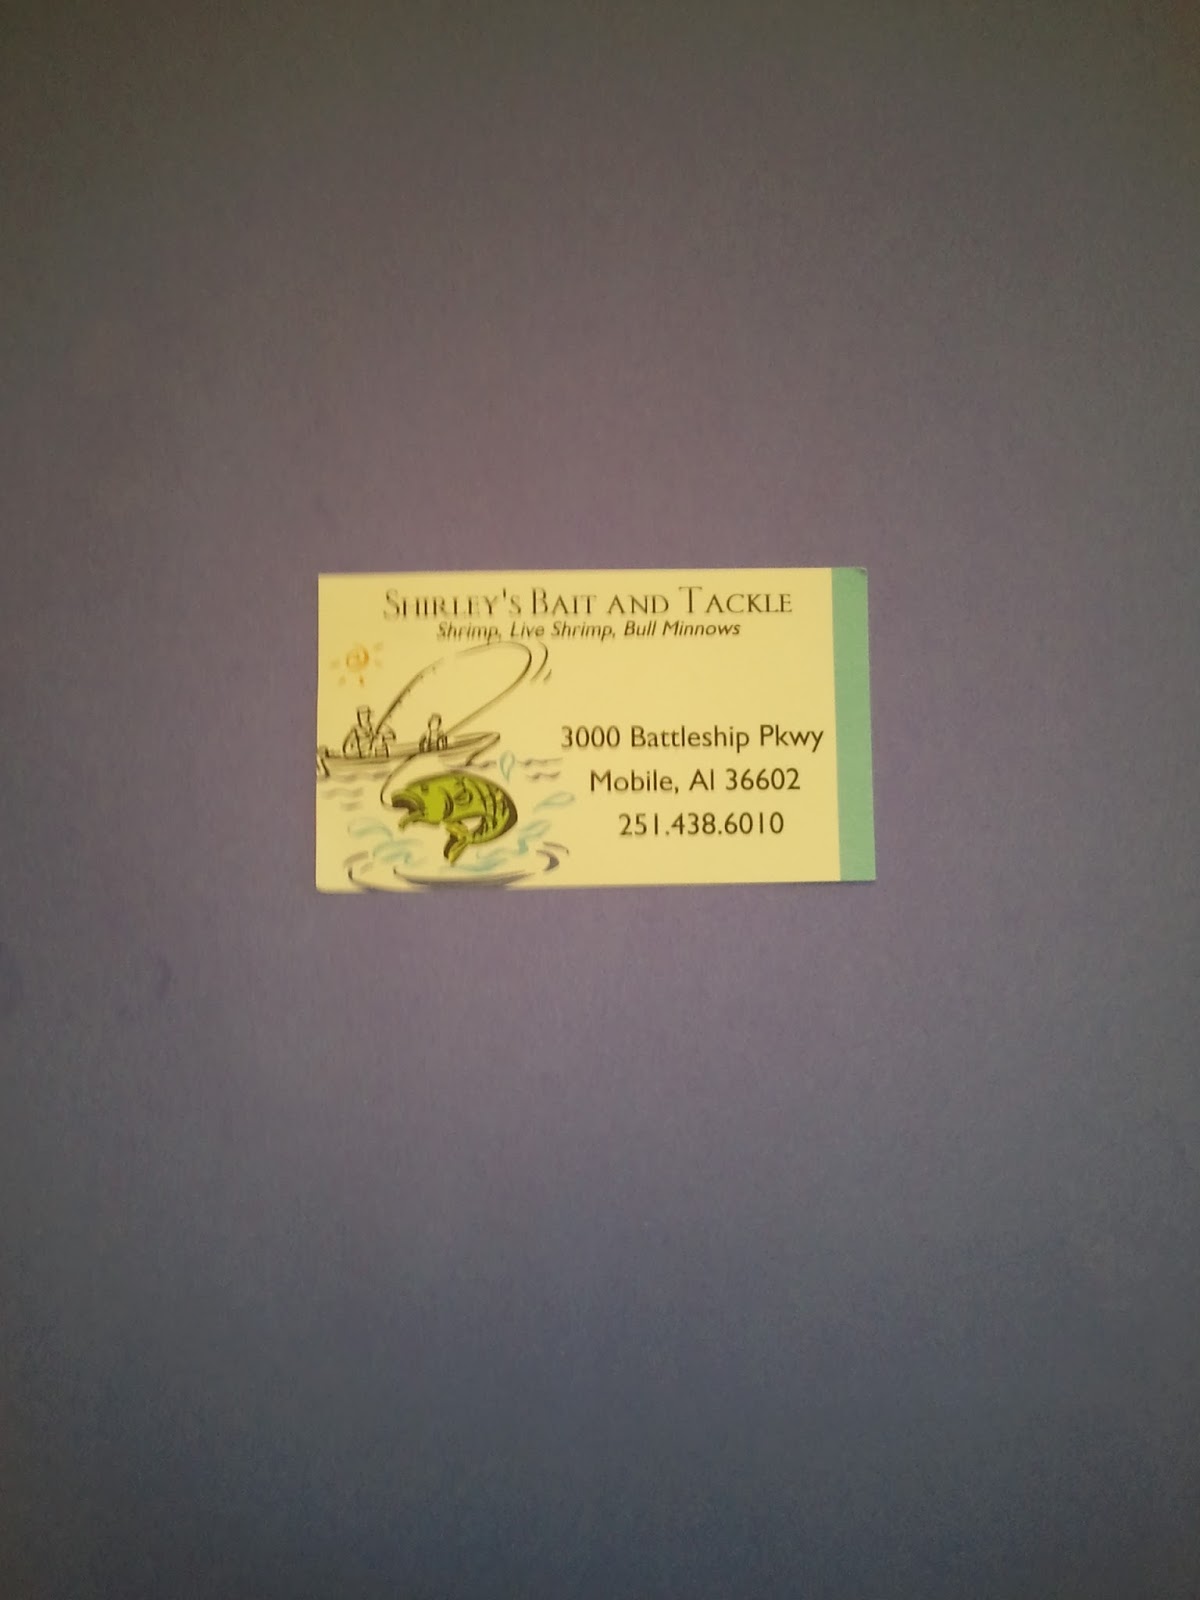 Shirley's Bait and Tackle
Shrimp, Live Shrimp, Bull Minnows
3000 Battleship Pkwy
Mobile, Al 36602
251.438.6010